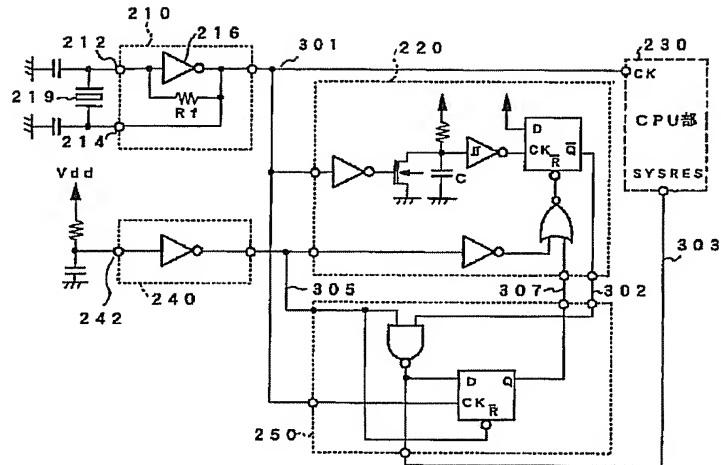 210
212
216
301
220
230
CK
219
Rf
214
CPU部
Vdd
D
CK
R
Q
C
SYSRES
303
242
240
305
307
302
D
Q
CK
R
250